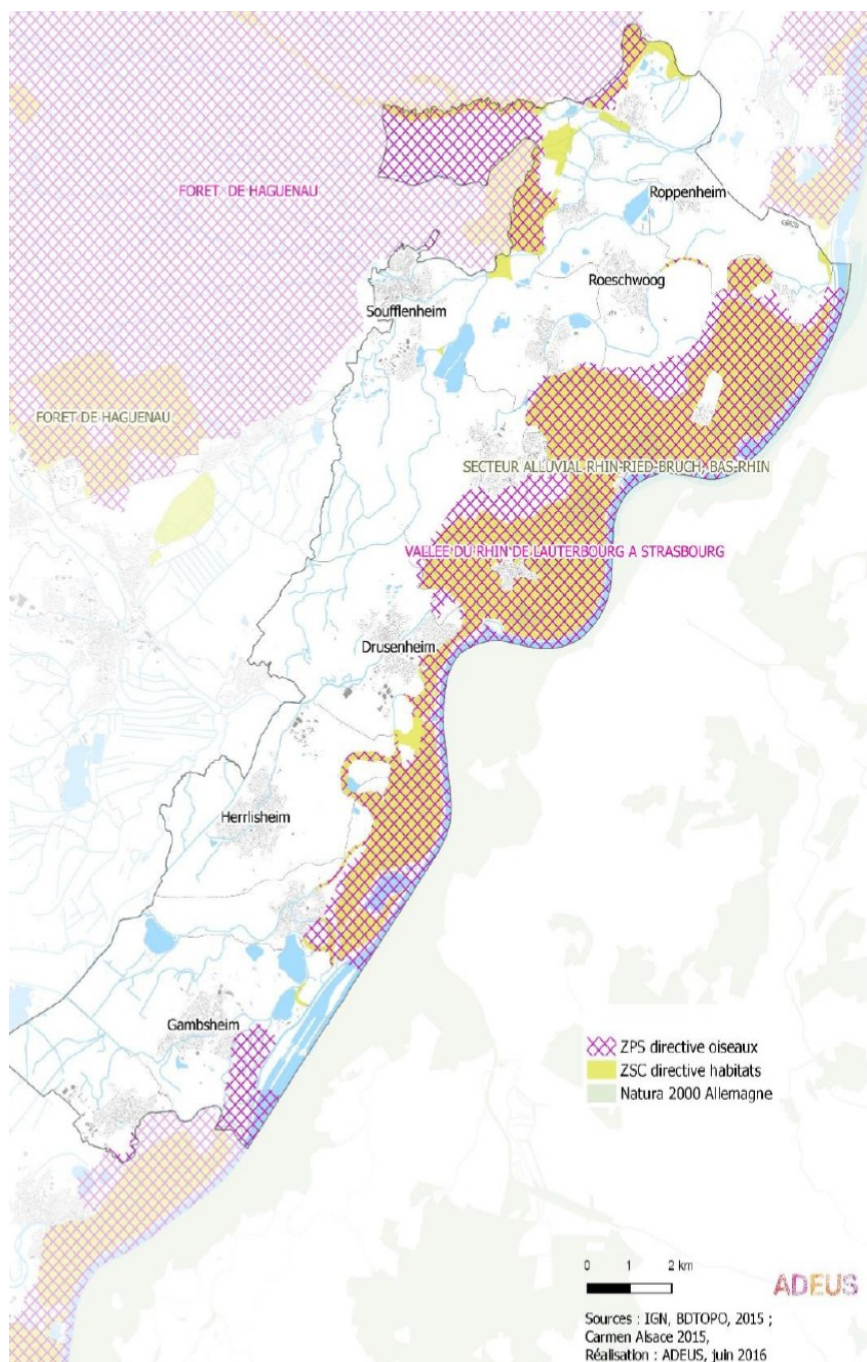 FORET DE HAGUENAU
Roppenheim
Roeschwoog
Soufflenheim
FORET DE HAGUENAU
SECTEUR ALLUVIAL RHIN-RIED-BRUCH, BAS-RHIN
VALLEE DU RHIN DE LAUTERBOURG A STRASBOURG
Drusenheim
Herrlisheim
Gambsheim
ZPS directive oiseaux
ZSC directive habitats
Natura 2000 Allemagne
0 1 2 km
ADEUS
Sources : IGN, BDTOPO, 2015 ;
Carmen Alsace 2015,
Réalisation : ADEUS, juin 2016